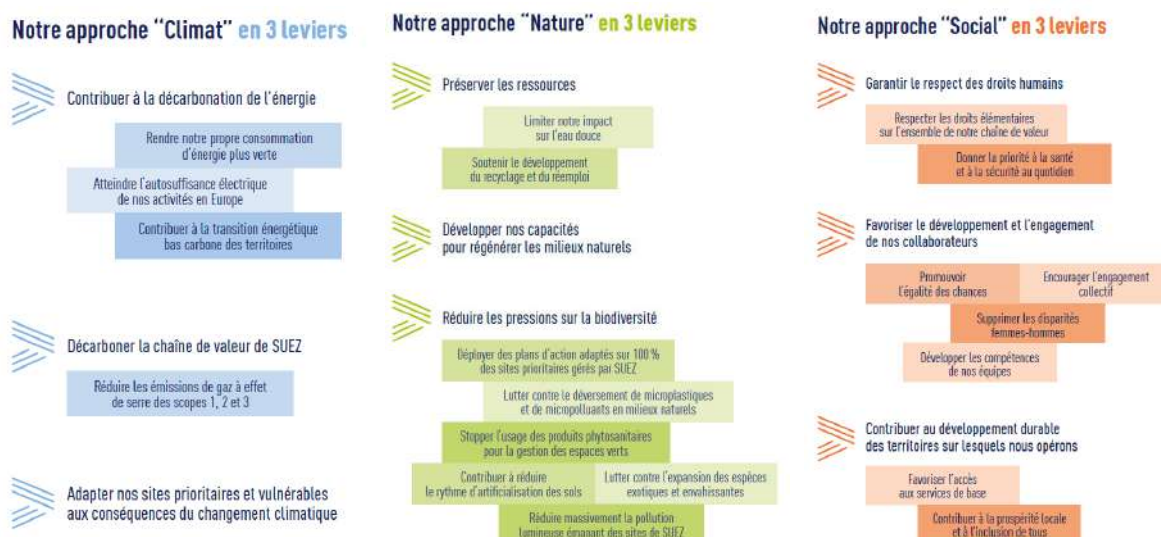 Notre approche “Climat” en 3 leviers
Contribuer à la décarbonation de l’énergie
Rendre notre propre consommation
d’énergie plus verte
Atteindre l’autosuffisance électrique
de nos activités en Europe
Contribuer à la transition énergétique
bas carbone des territoires
Décarboner la chaîne de valeur de SUEZ
Réduire les émissions de gaz à effet
de serre des scopes 1, 2 et 3
Adapter nos sites prioritaires et vulnérables
aux conséquences du changement climatique
Notre approche “Nature” en 3 leviers
Préserver les ressources
Limiter notre impact
sur l’eau douce
Soutenir le développement
du recyclage et du réemploi
Développer nos capacités
pour régénérer les milieux naturels
Réduire les pressions sur la biodiversité
Déployer des plans d’action adaptés sur 100 %
des sites prioritaires gérés par SUEZ
Lutter contre le déversement de microplastiques
et de micropolluants en milieux naturels
Stopper l’usage des produits phytosanitaires
pour la gestion des espaces verts
Contribuer à réduire
le rythme d’artificialisation des sols
Lutter contre l’expansion des espèces
exotiques et envahissantes
Réduire massivement la pollution
lumineuse émanant des sites de SUEZ
Notre approche “Social” en 3 leviers
Garantir le respect des droits humains
Respecter les droits élémentaires
sur l’ensemble de notre chaîne de valeur
Donner la priorité à la santé
et à la sécurité au quotidien
Favoriser le développement et l’engagement
de nos collaborateurs
Promouvoir
l’égalité des chances
Encourager l’engagement
collectif
Supprimer les disparités
femmes-hommes
Développer les compétences
de nos équipes
Contribuer au développement durable
des territoires sur lesquels nous opérons
Favoriser l’accès
aux services de base
Contribuer à la prospérité locale
et à l’inclusion de tous